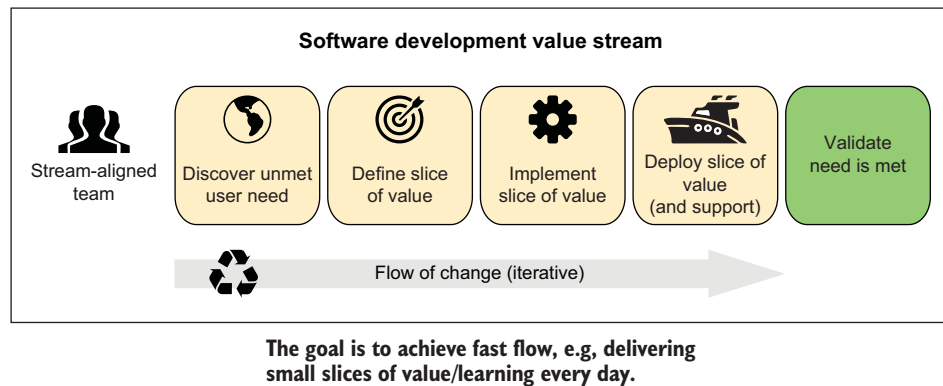 Software development value stream
Stream-aligned
team
Discover unmet
user need
Define slice
of value
Implement
slice of value
Deploy slice of
value
(and support)
Validate
need is met
Flow of change (iterative)
The goal is to achieve fast flow, e.g, delivering
small slices of value/learning every day.